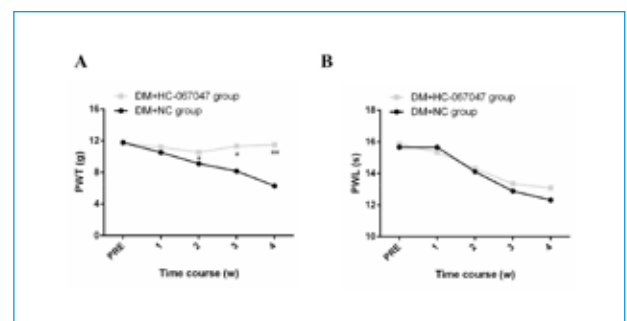 A
DM+HC-067047 group
DM+NC group
16
12
8
4
0
PWT (g)
*
*
**
PRE
1
2
3
4
Time course (w)
B
DM+HC-067047 group
DM+NC group
18
16
14
12
10
PWL (s)
PRE
1
2
3
4
Time course (w)